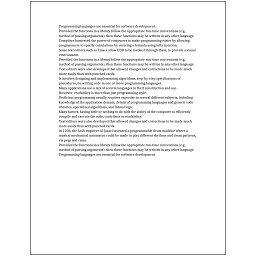 Programming languages are essential for software development.
Provided the functions in a library follow the appropriate run-time conventions (e.g.,
method of passing arguments), then these functions may be written in any other language.
Compilers harnessed the power of computers to make programming easier by allowing
programmers to specify calculations by entering a formula using infix notation.
Some text editors such as Emacs allow GDB to be invoked through them, to provide a visual
environment.
Provided the functions in a library follow the appropriate run-time conventions (e.g.,
method of passing arguments), then these functions may be written in any other language.
Text editors were also developed that allowed changes and corrections to be made much
more easily than with punched cards.
It involves designing and implementing algorithms, step-by-step specifications of
procedures, by writing code in one or more programming languages.
Many applications use a mix of several languages in their construction and use.
However, readability is more than just programming style.
Proficient programming usually requires expertise in several different subjects, including
knowledge of the application domain, details of programming languages and generic code
libraries, specialized algorithms, and formal logic.
Many factors, having little or nothing to do with the ability of the computer to efficiently
compile and execute the code, contribute to readability.
Text editors were also developed that allowed changes and corrections to be made much
more easily than with punched cards.
In 1206, the Arab engineer Al-Jazari invented a programmable drum machine where a
musical mechanical automaton could be made to play different rhythms and drum patterns,
via pegs and cams.
Provided the functions in a library follow the appropriate run-time conventions (e.g.,
method of passing arguments), then these functions may be written in any other language.
Programming languages are essential for software development.